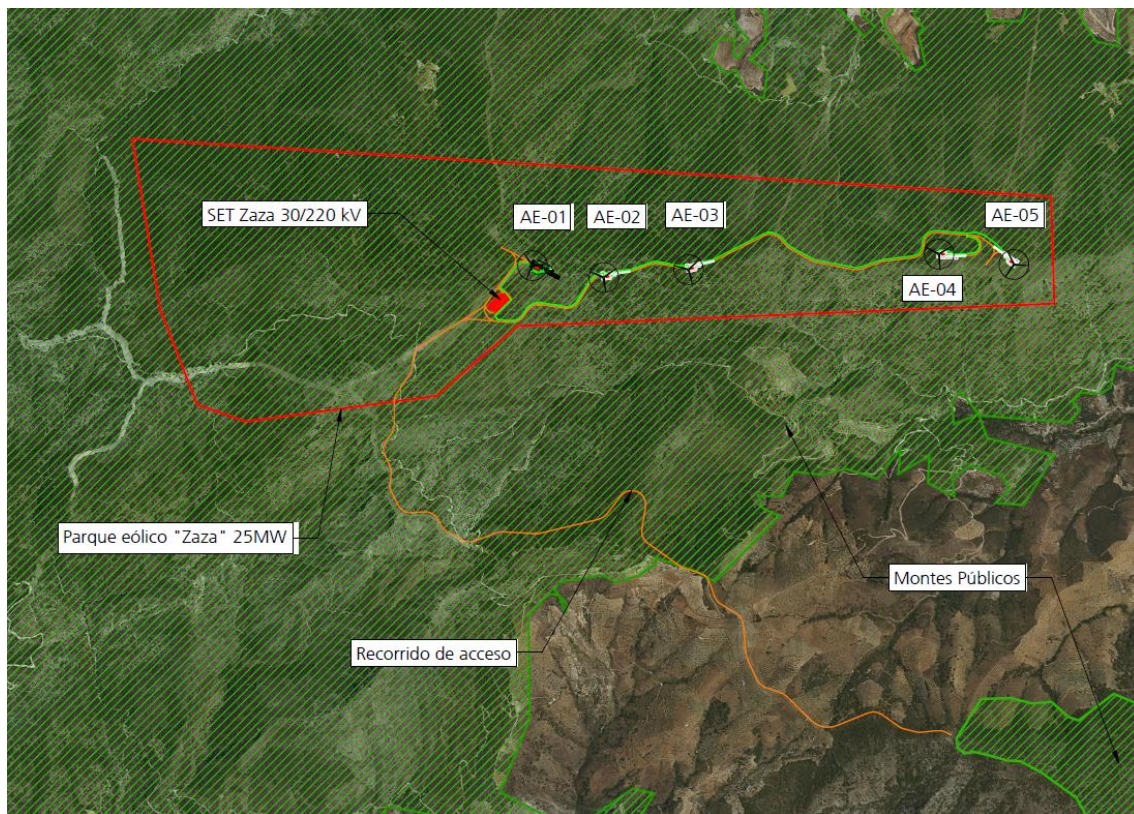 SET Zaza 30/220 kV
AE-01
AE-02
AE-03
AE-05
AE-04
Parque eólico "Zaza" 25MW
Montes Públicos
Recorrido de acceso